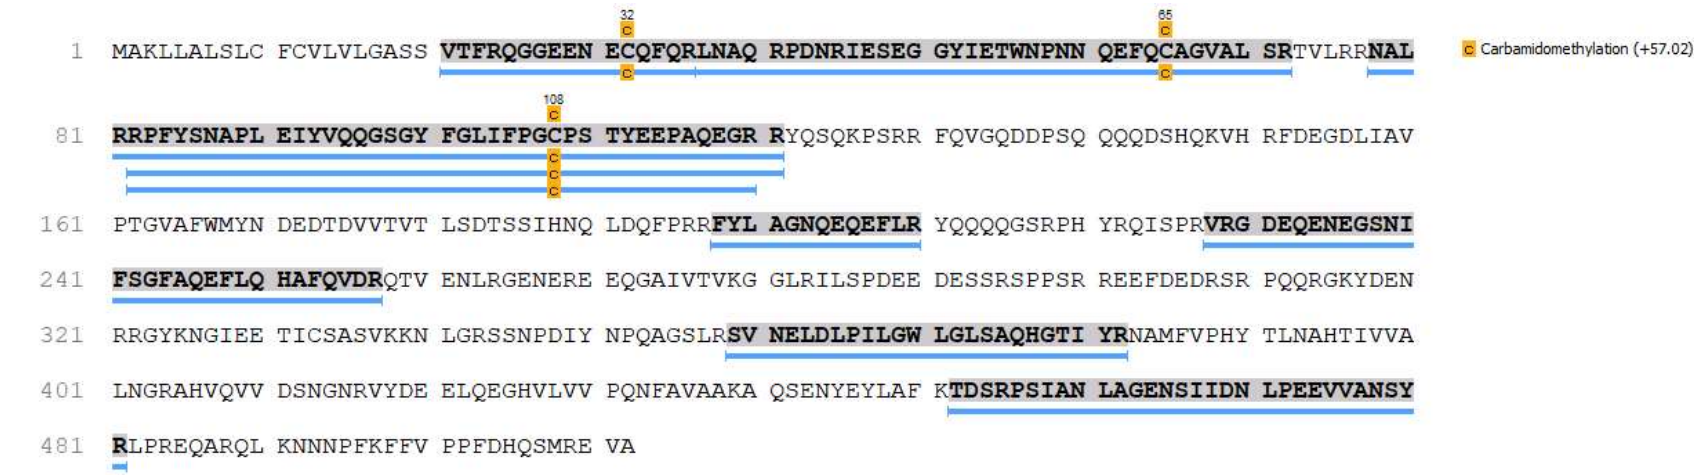 32 65
C C
1 MAKLLALSLC FCVLVLGASS VTFRQGGEEN ECQFQRLNAQ RPDNRIESEG GYIETWNPNN QEFQCAGVAL SRTVLRRNAL
C Carbamidomethylation (+57.02)
C C
108
C
81 RRPFYSNAPL EIYVQQGSGY FGLIFPGCPS TYEEPAQEGR RYQSQKPSRR FQVGQDDPSQ QQQDSHQKVH RFDEGDLIAV
C
C
C
161 PTGVAFWMYN DEDTDVVTVT LSDTSSIHNQ LDQFPRRFYL AGNQEQEFLR YQQQQGSRPH YRQISPRVRG DEQENEGSNI
241 FSGFAQEFLQ HAFQVDRQTV ENLRGENERE EQGAIVTVKG GLRILSPDEE DESSRSPPSR REEFDEDRSR PQQRGKYDEN
321 RRGYKNGIEE TICSASVKKN LGRSSNPDIY NPQAGSLRSV NELDLPILGW LGLSAQHGTI YRNAMFVPHY TLNAHTIVVA
401 LNGRAHVQVV DSNGNRVYDE ELQEGHVLVV PQNFAVAAKA QSENYEYLAF KTDSRPSIAN LAGENSIIDN LPEEVVANSY
481 RLPREQARQL KNNNPFKFFV PPFDHQSMRE VA